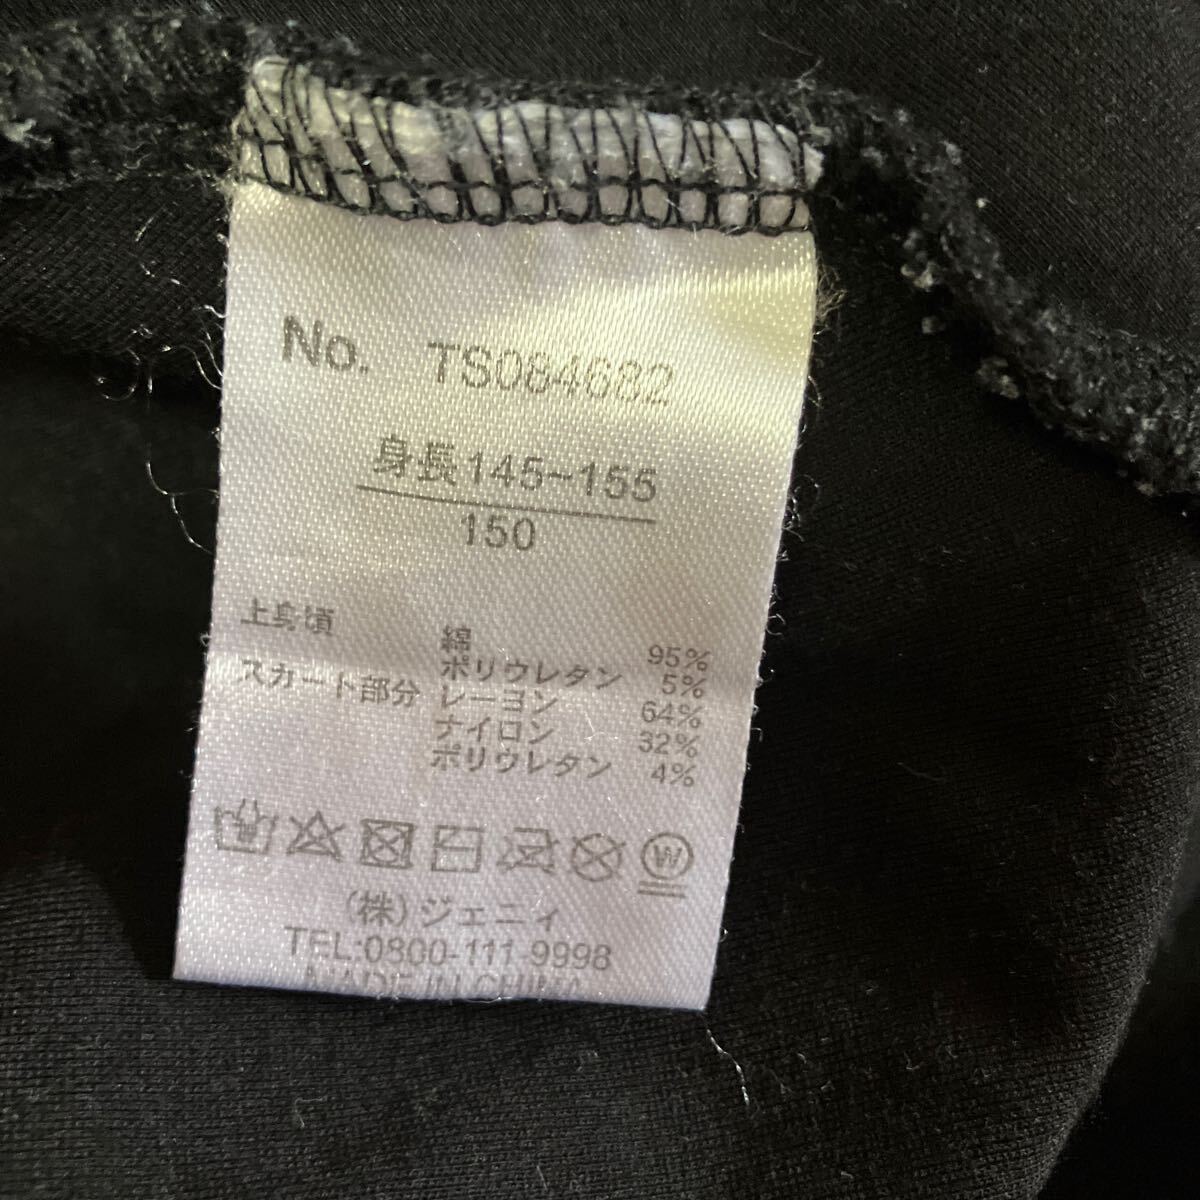 No. TS084682
身長145~155
150
上身頃 綿 95%
ポリウレタン 5%
スカート部分 レーヨン 64%
ナイロン 32%
ポリウレタン 4%
W
(株)ジェニィ
TEL:0800-111-9998
MADE IN CHINA